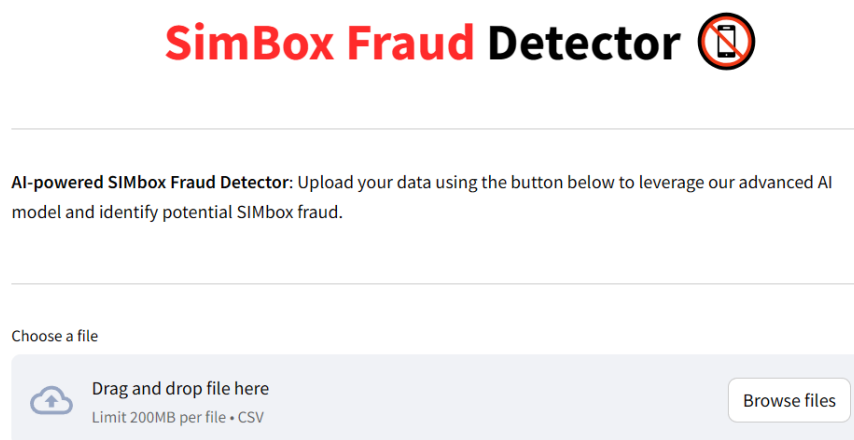 SimBox Fraud Detector
AI-powered SIMbox Fraud Detector: Upload your data using the button below to leverage our advanced AI
model and identify potential SIMbox fraud.
Choose a file
Drag and drop file here
Limit 200MB per file • CSV
Browse files